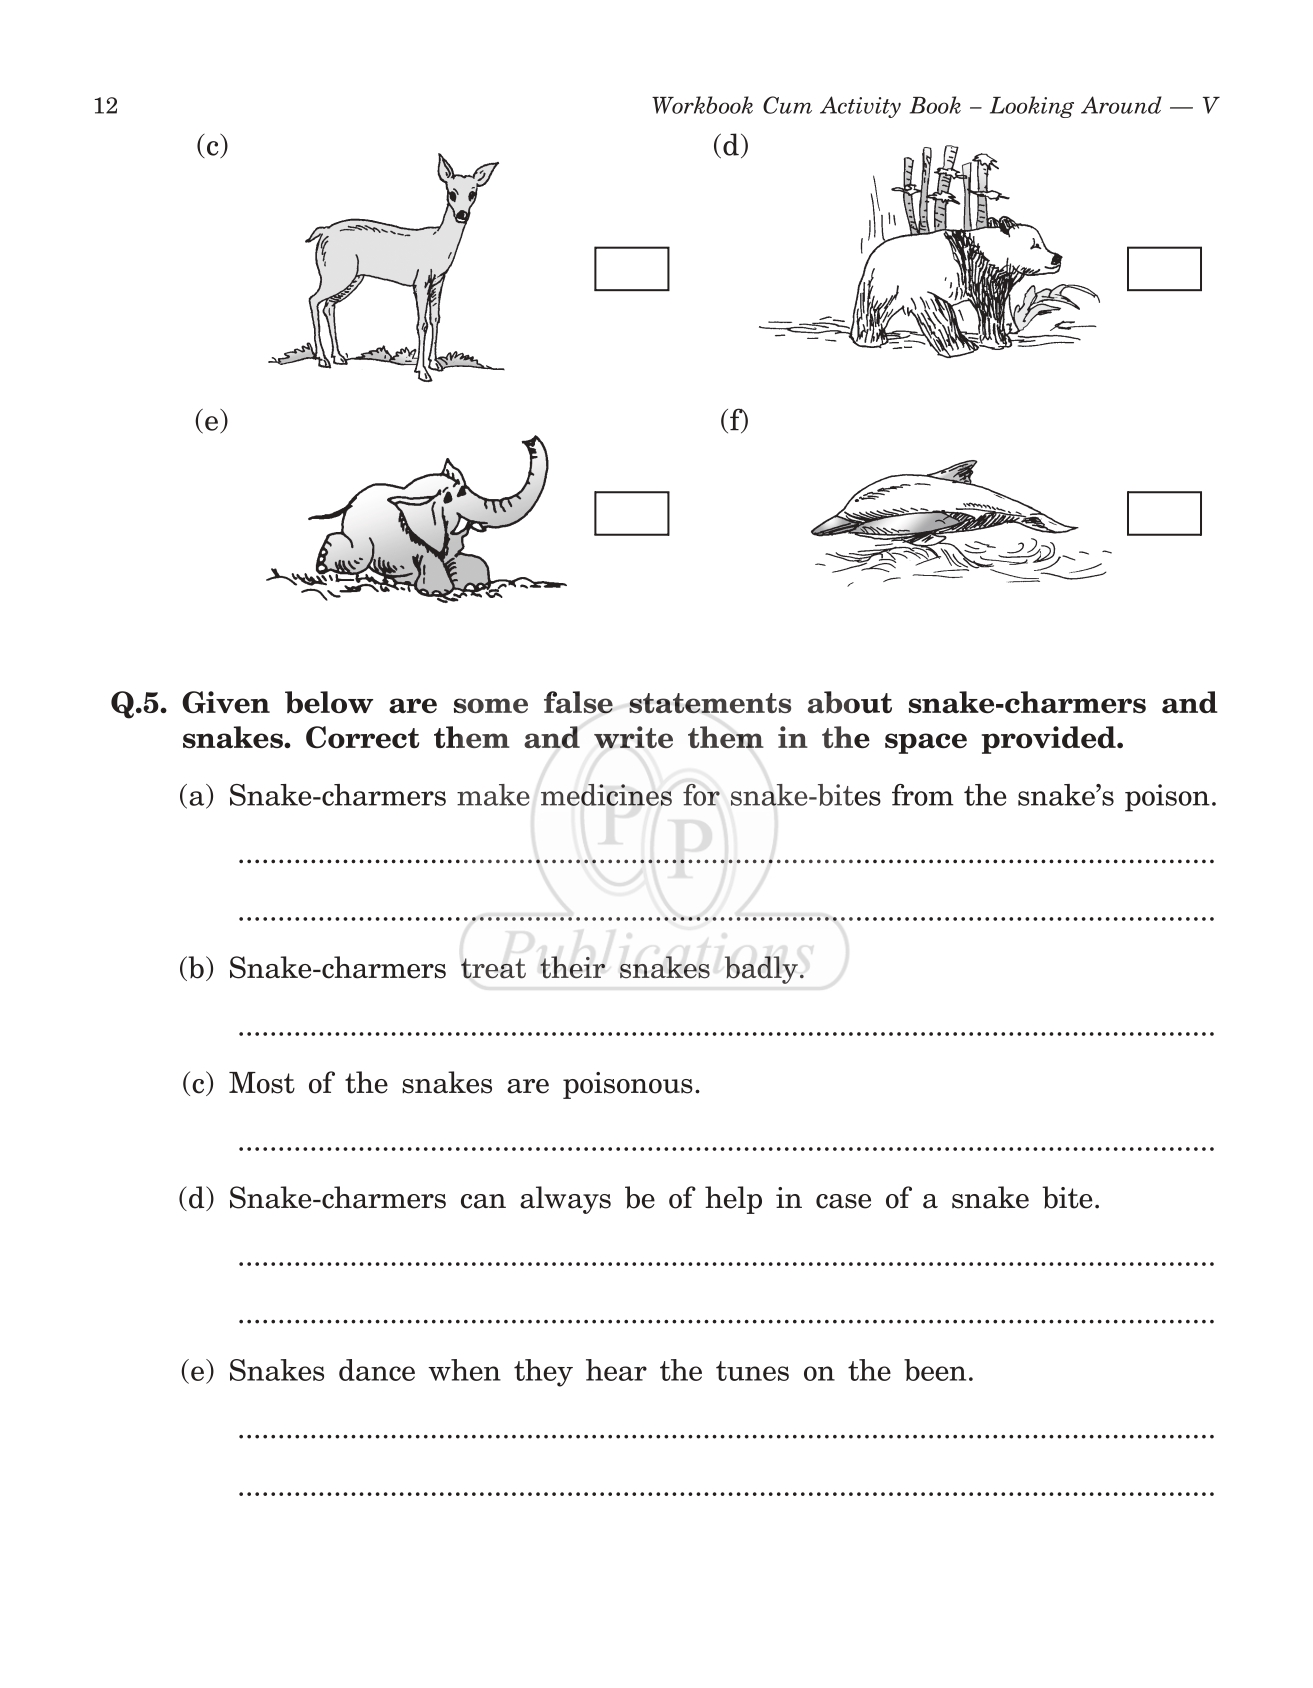 12 Workbook Cum Activity Book – Looking Around — V
(c) (d)
(e) (f)
Q.5. Given below are some false statements about snake-charmers and
snakes. Correct them and write them in the space provided.
(a) Snake-charmers make medicines for snake-bites from the snake's poison.
(b) Snake-charmers treat their snakes badly.
(c) Most of the snakes are poisonous.
(d) Snake-charmers can always be of help in case of a snake bite.
(e) Snakes dance when they hear the tunes on the been.
PP
Publications